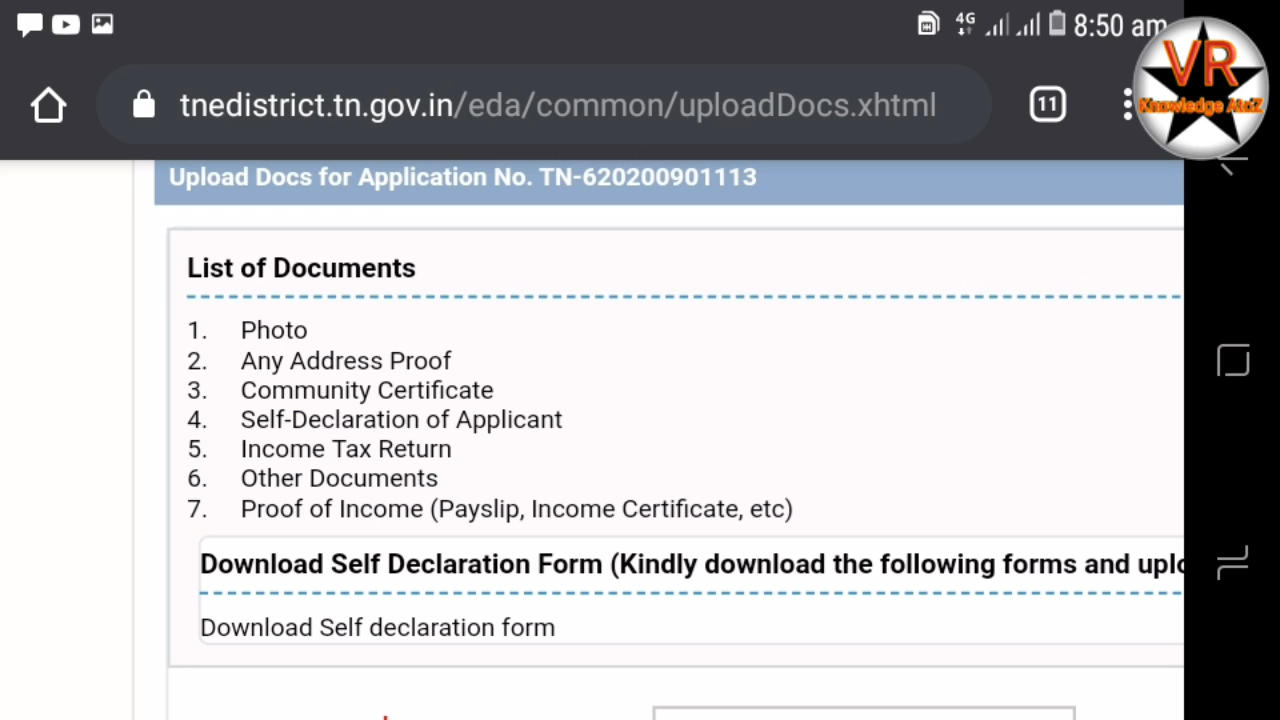 4G
8:50 am
VR
Knowledge AtoZ
tnedistrict.tn.gov.in/eda/common/uploadDocs.xhtml
11
Upload Docs for Application No. TN-620200901113
List of Documents
1. Photo
2. Any Address Proof
3. Community Certificate
4. Self-Declaration of Applicant
5. Income Tax Return
6. Other Documents
7. Proof of Income (Payslip, Income Certificate, etc)
Download Self Declaration Form (Kindly download the following forms and uplo
Download Self declaration form